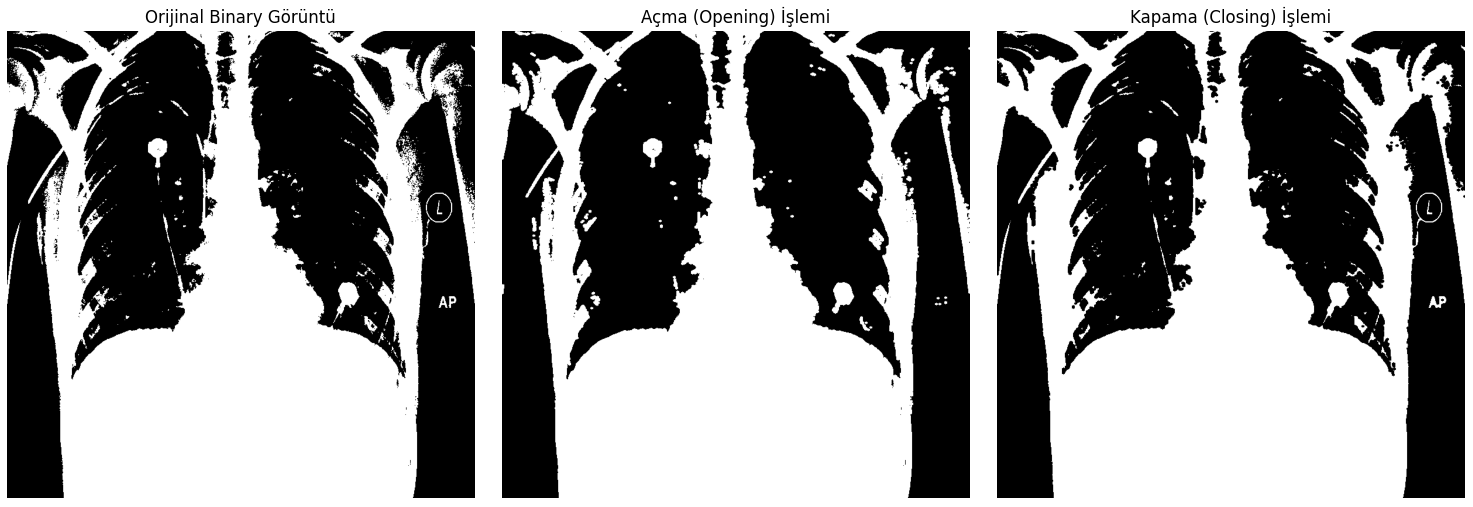 Orijinal Binary Görüntü
Açma (Opening) İşlemi
Kapama (Closing) İşlemi
L
AP
L
AP